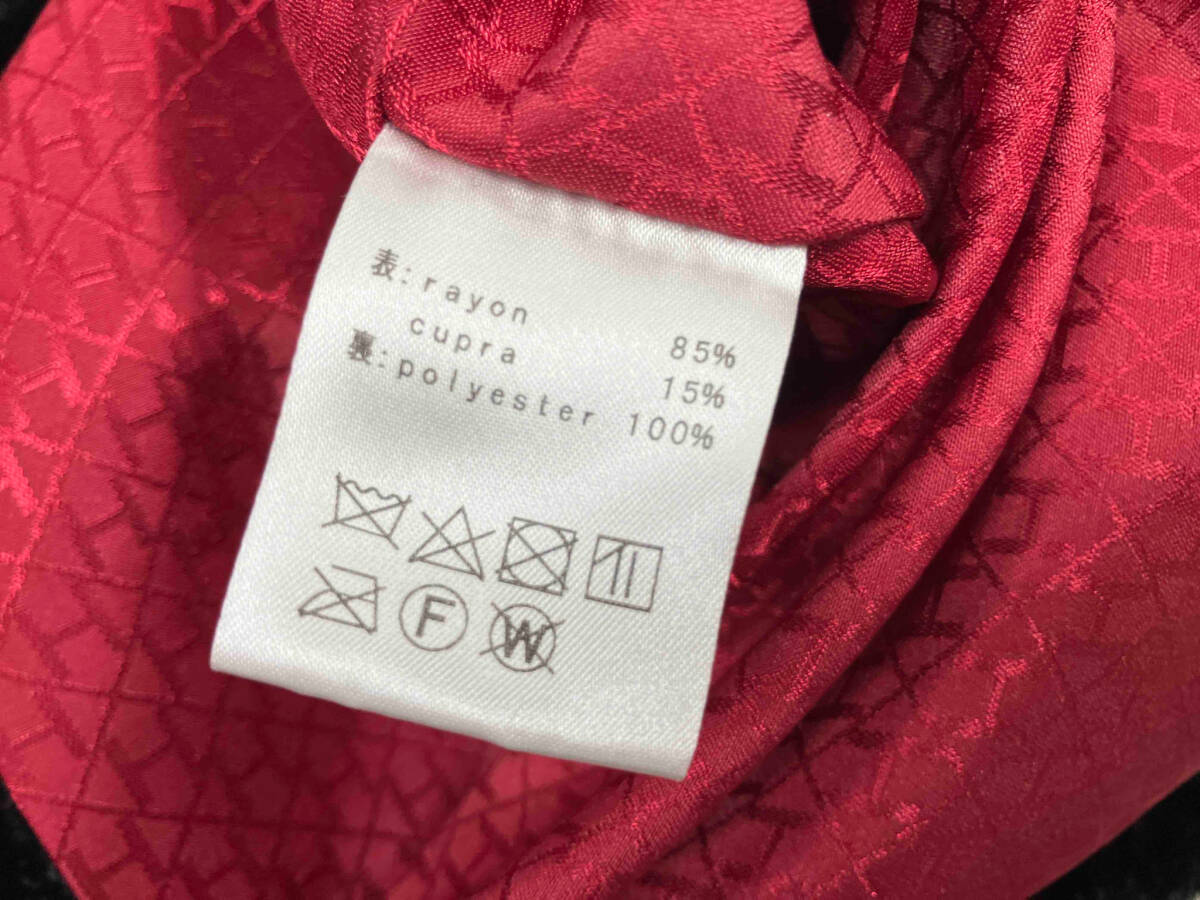 表:rayon 85%
cupra 15%
裏:polyester 100%
F W